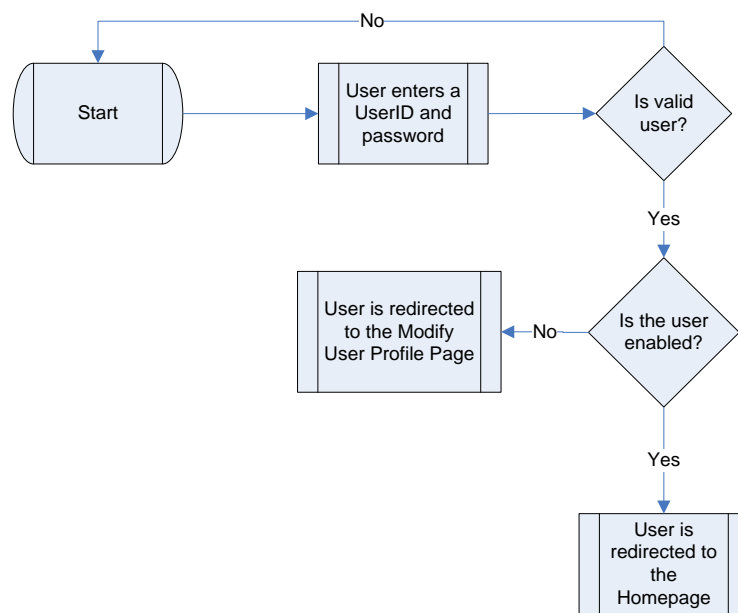 No
Start
User enters a
UserID and
password
Is valid
user?
Yes
User is redirected
to the Modify
User Profile Page
No
Is the user
enabled?
Yes
User is
redirected to
the
Homepage